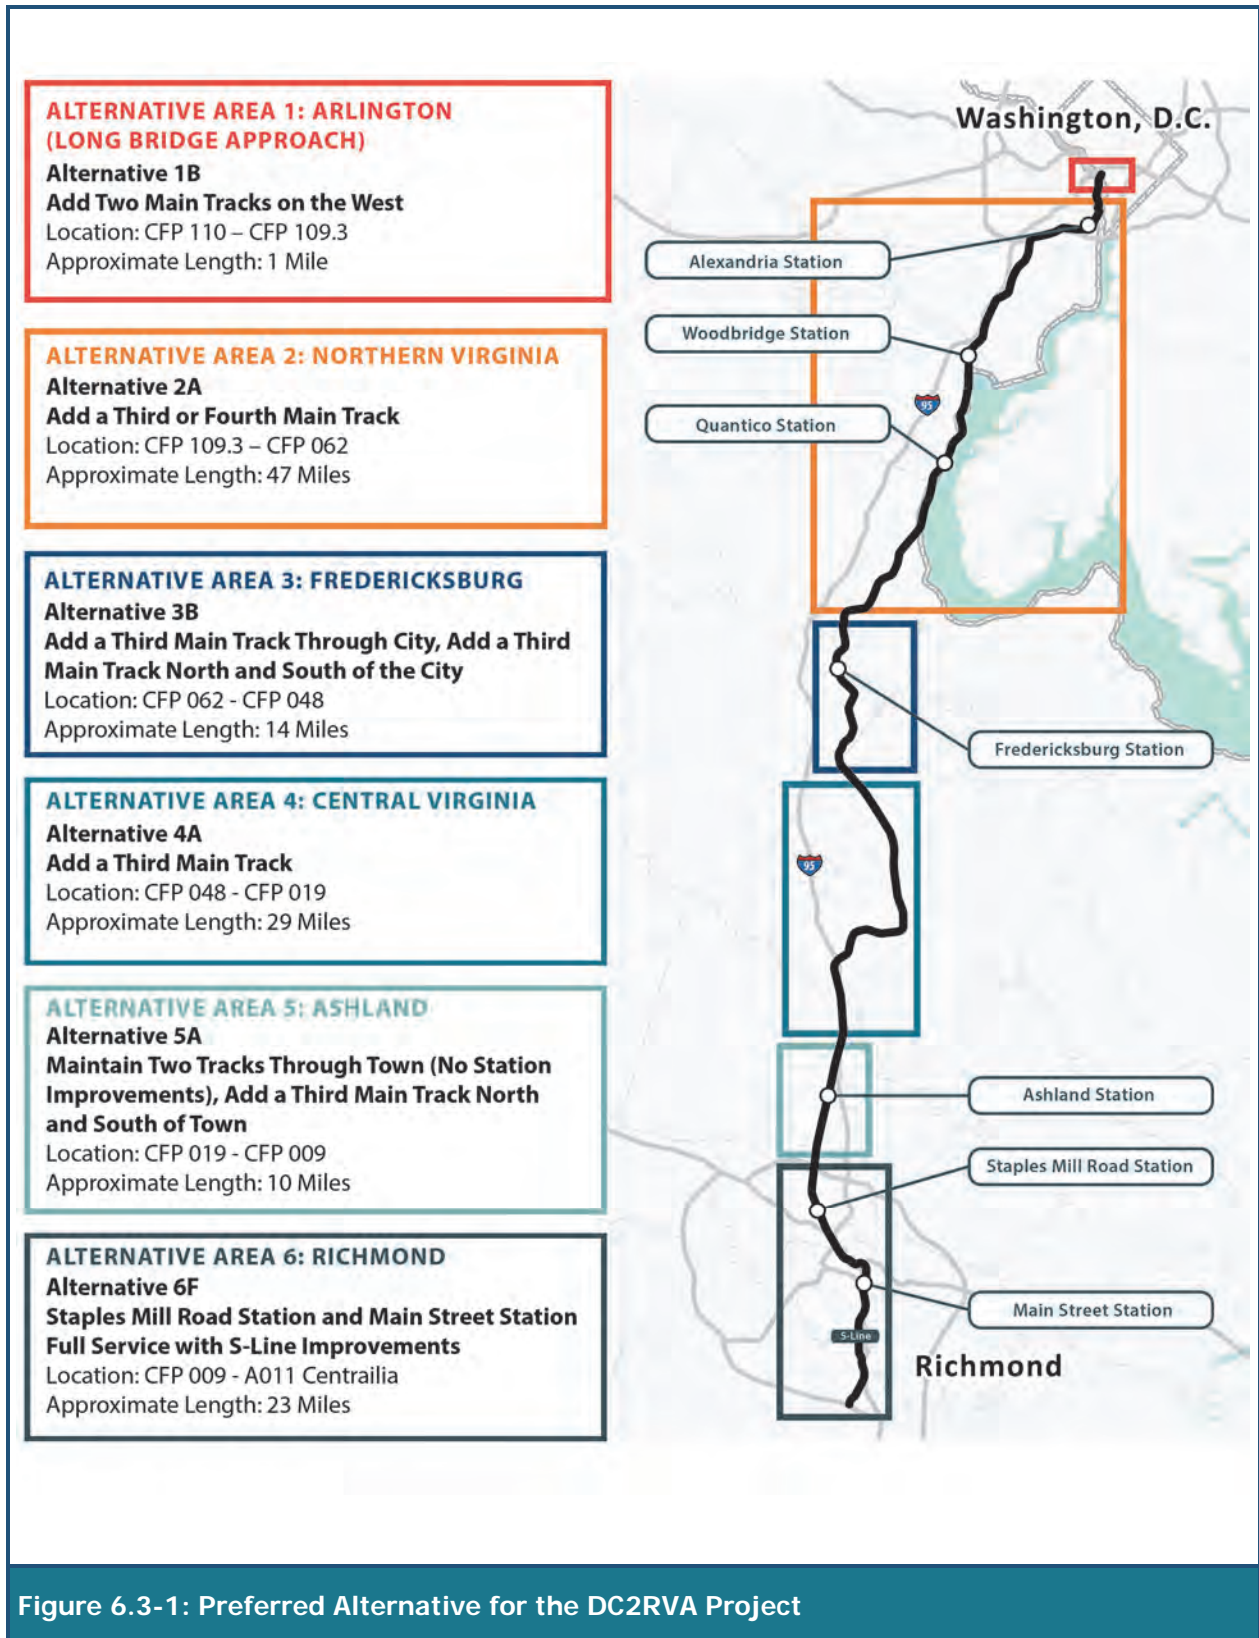 ALTERNATIVE AREA 1: ARLINGTON
(LONG BRIDGE APPROACH)
Alternative 1B
Add Two Main Tracks on the West
Location: CFP 110 – CFP 109.3
Approximate Length: 1 Mile
ALTERNATIVE AREA 2: NORTHERN VIRGINIA
Alternative 2A
Add a Third or Fourth Main Track
Location: CFP 109.3 – CFP 062
Approximate Length: 47 Miles
ALTERNATIVE AREA 3: FREDERICKSBURG
Alternative 3B
Add a Third Main Track Through City, Add a Third
Main Track North and South of the City
Location: CFP 062 - CFP 048
Approximate Length: 14 Miles
ALTERNATIVE AREA 4: CENTRAL VIRGINIA
Alternative 4A
Add a Third Main Track
Location: CFP 048 - CFP 019
Approximate Length: 29 Miles
ALTERNATIVE AREA 5: ASHLAND
Alternative 5A
Maintain Two Tracks Through Town (No Station
Improvements), Add a Third Main Track North
and South of Town
Location: CFP 019 - CFP 009
Approximate Length: 10 Miles
ALTERNATIVE AREA 6: RICHMOND
Alternative 6F
Staples Mill Road Station and Main Street Station
Full Service with S-Line Improvements
Location: CFP 009 - A011 Centrailia
Approximate Length: 23 Miles
Washington, D.C.
Alexandria Station
Woodbridge Station
95
Quantico Station
Fredericksburg Station
95
Ashland Station
Staples Mill Road Station
Main Street Station
S-Line
Richmond
Figure 6.3-1: Preferred Alternative for the DC2RVA Project